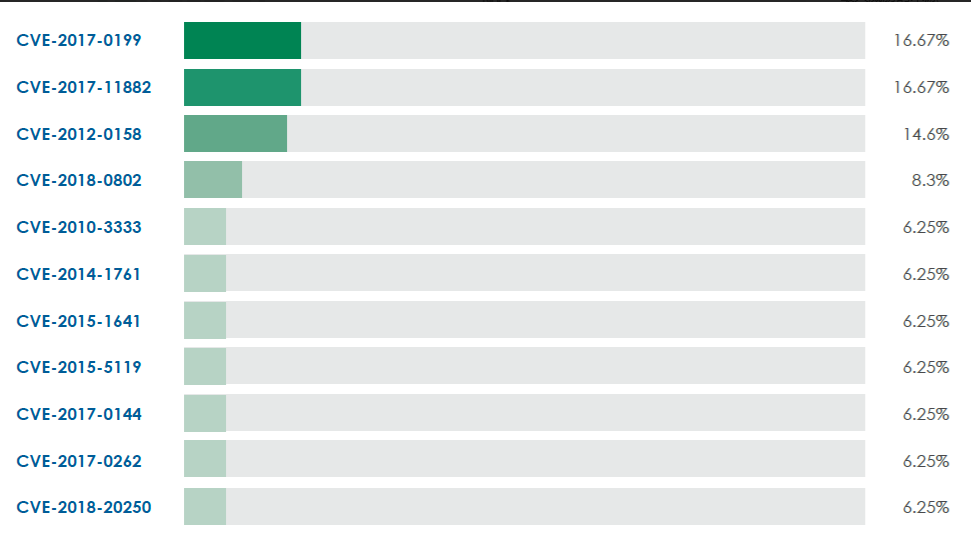 CVE-2017-0199 16.67%
CVE-2017-11882 16.67%
CVE-2012-0158 14.6%
CVE-2018-0802 8.3%
CVE-2010-3333 6.25%
CVE-2014-1761 6.25%
CVE-2015-1641 6.25%
CVE-2015-5119 6.25%
CVE-2017-0144 6.25%
CVE-2017-0262 6.25%
CVE-2018-20250 6.25%